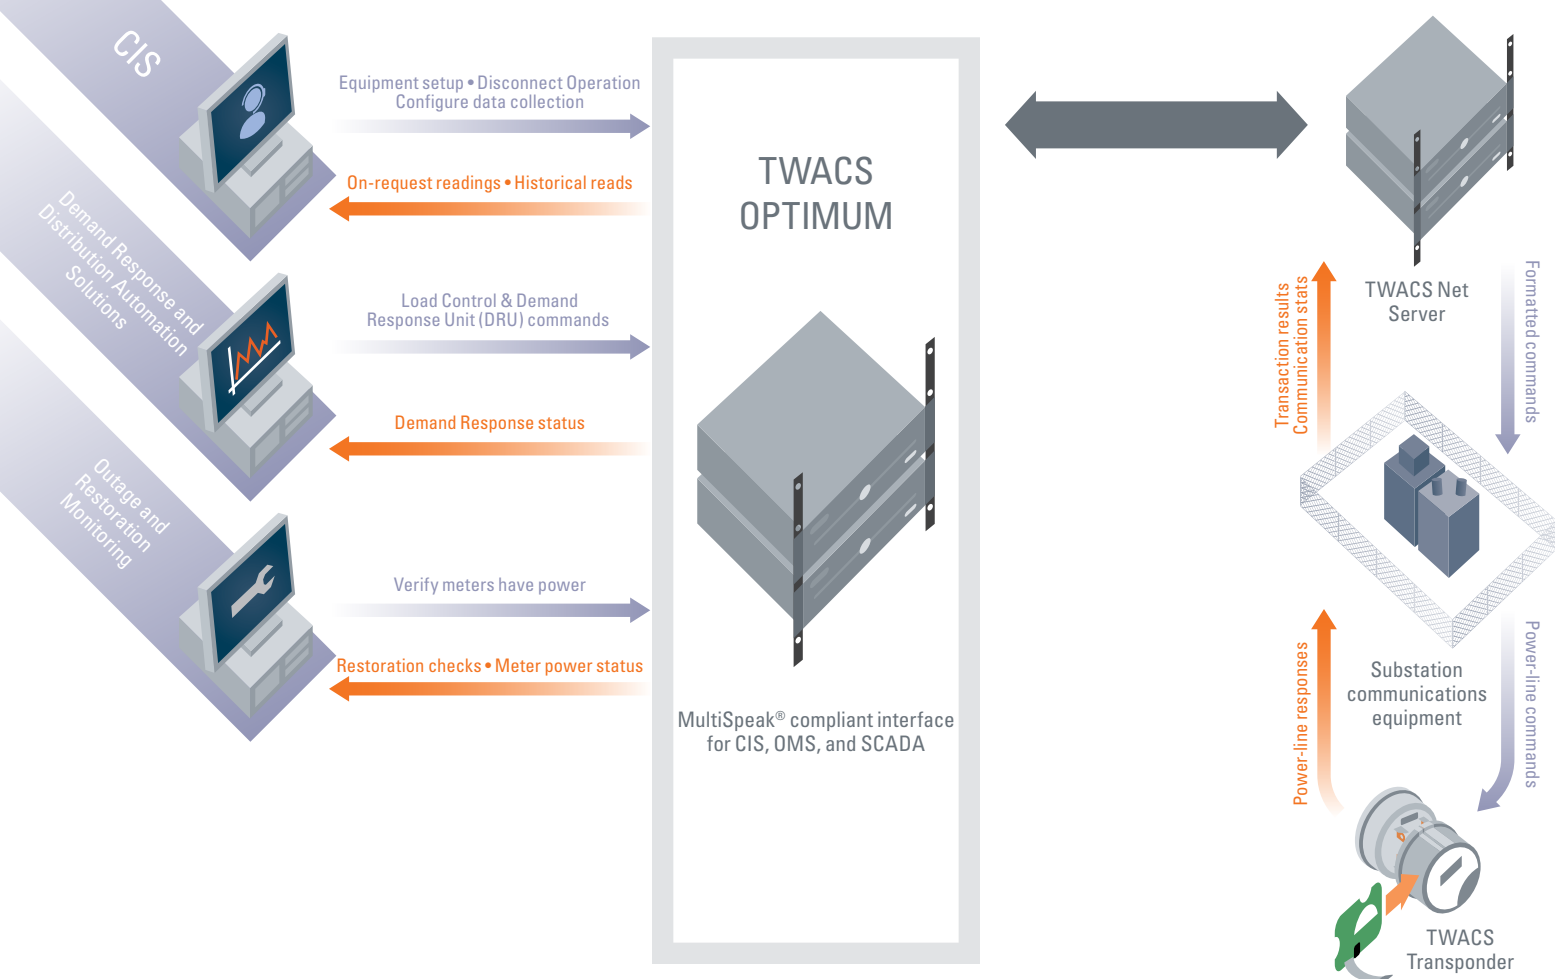 CIS
Equipment setup • Disconnect Operation
Configure data collection
On-request readings • Historical reads
Demand Response and
Distribution Automation
Solutions
Load Control & Demand
Response Unit (DRU) commands
Demand Response status
Outage and
Restoration
Monitoring
Verify meters have power
Restoration checks • Meter power status
TWACS
OPTIMUM
MultiSpeak® compliant interface
for CIS, OMS, and SCADA
TWACS Net
Server
Transaction results
Communication stats
Formatted commands
Substation
communications
equipment
Power-line responses
Power-line commands
TWACS
Transponder